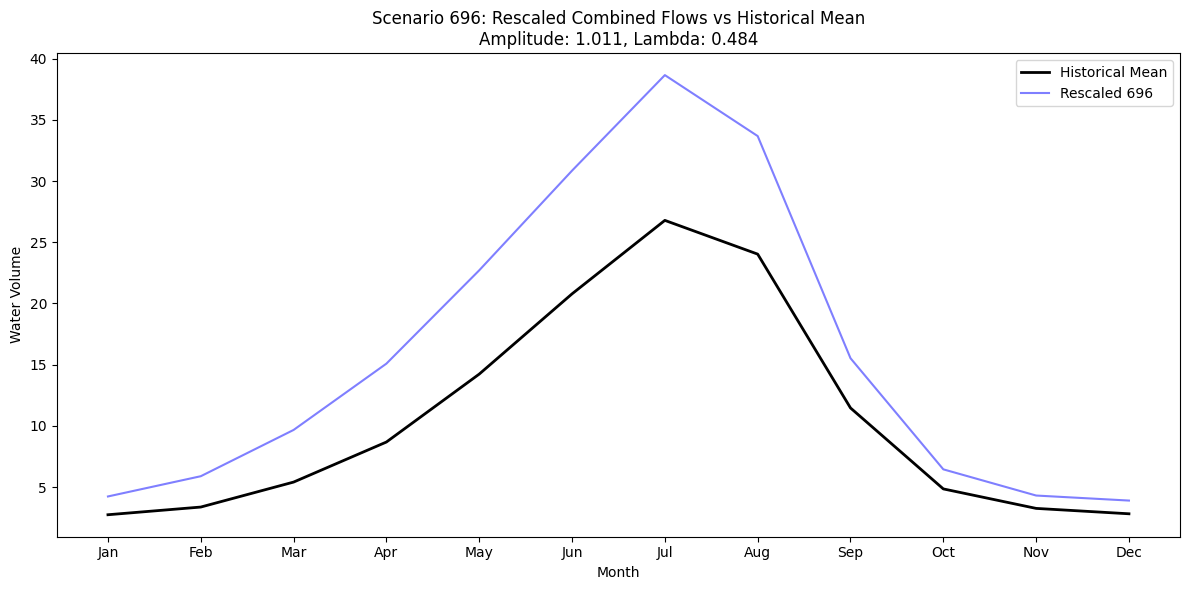 Scenario 696: Rescaled Combined Flows vs Historical Mean
Amplitude: 1.011, Lambda: 0.484
Historical Mean
Rescaled 696
Water Volume
40
35
30
25
20
15
10
5
Jan Feb Mar Apr May Jun Jul Aug Sep Oct Nov Dec
Month